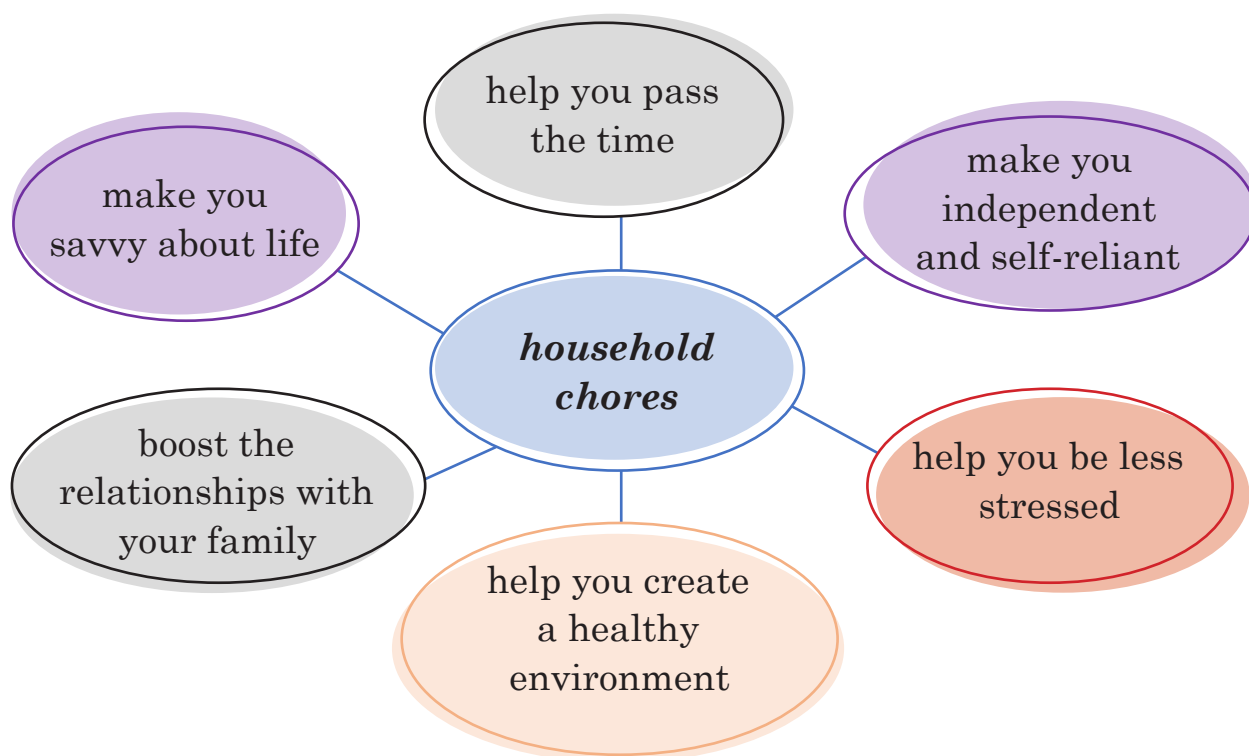 help you pass
the time
make you
savvy about life
make you
independent
and self-reliant
household
chores
boost the
relationships with
your family
help you be less
stressed
help you create
a healthy
environment